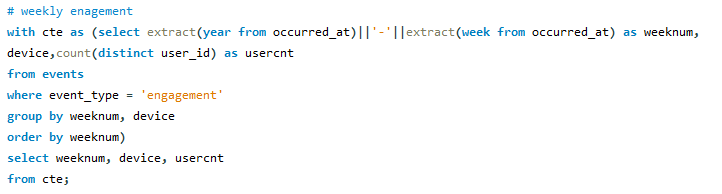 # weekly enagement
with cte as (select extract(year from occurred_at)||'-'||extract(week from occurred_at) as weeknum,
device,count(distinct user_id) as usercnt
from events
where event_type = 'engagement'
group by weeknum, device
order by weeknum)
select weeknum, device, usercnt
from cte;